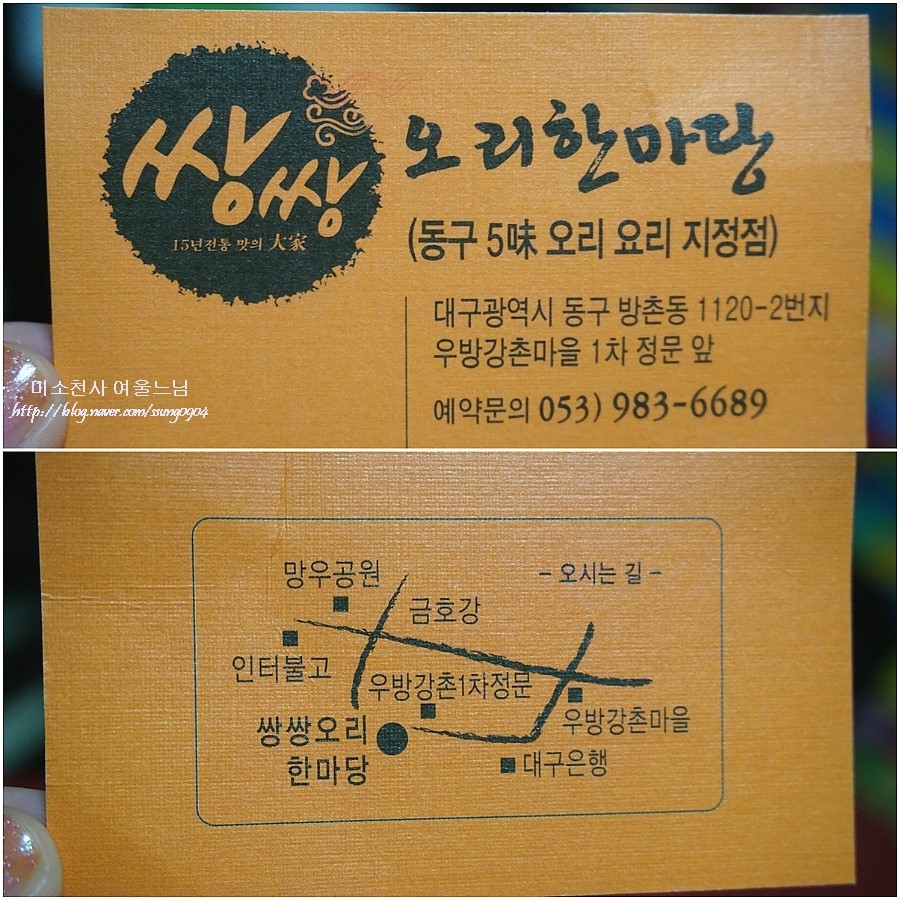 쌍쌍
15년전통 맛의 大家
오리한마당
(동구 5味 오리 요리 지정점)
대구광역시 동구 방촌동 1120-2번지
우방강촌마을 1차 정문 앞
예약문의 053) 983-6689
미소천사 여울느님
http://blog.naver.com/ssung0904
- 오시는 길 -
망우공원
금호강
인터불고
우방강촌1차정문
쌍쌍오리
한마당
우방강촌마을
대구은행